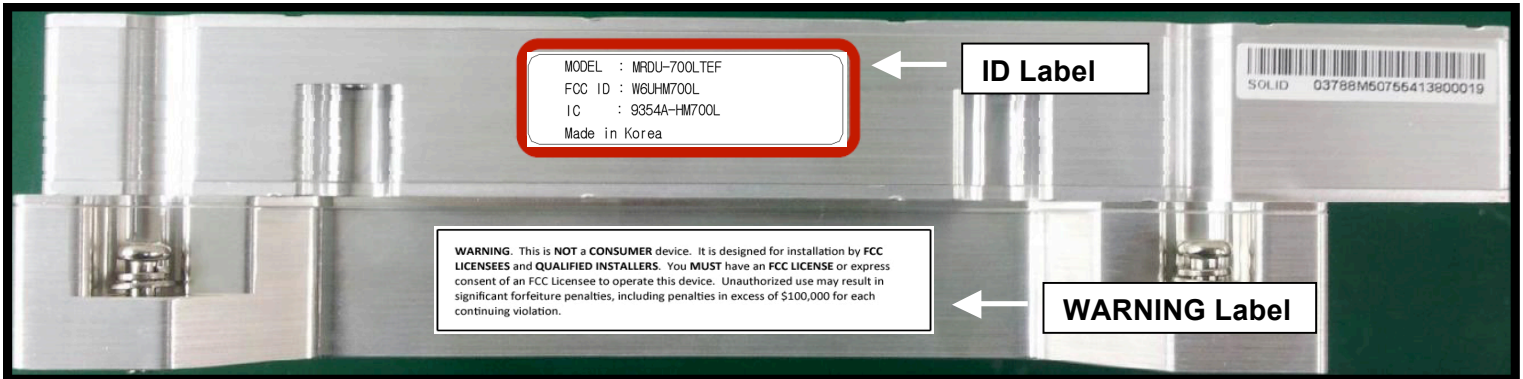 MODEL : MRDU-700LTEF
FCC ID : W6UHM700L
IC : 9354A-HM700L
Made in Korea
ID Label
SOLID 03788M50755413800019
WARNING. This is NOT a CONSUMER device. It is designed for installation by FCC
LICENSEES and QUALIFIED INSTALLERS. You MUST have an FCC LICENSE or express
consent of an FCC Licensee to operate this device. Unauthorized use may result in
significant forfeiture penalties, including penalties in excess of $100,000 for each
continuing violation.
WARNING Label